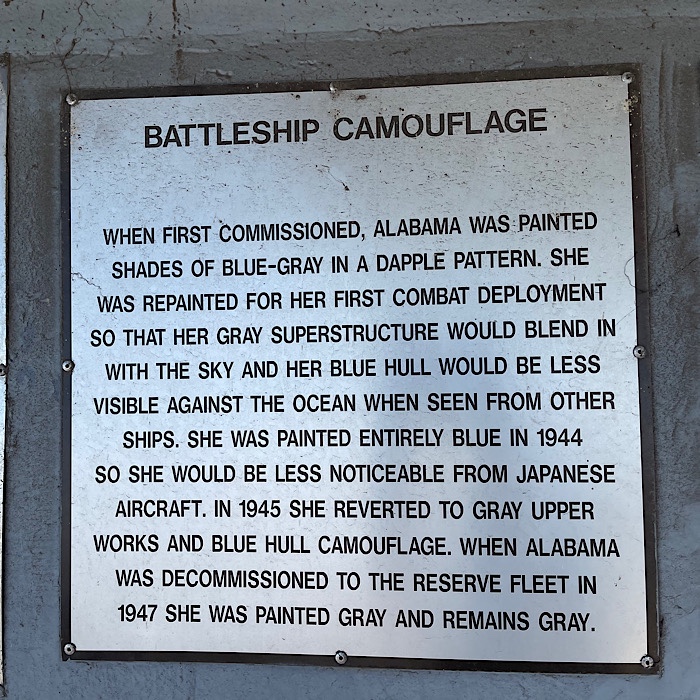 BATTLESHIP CAMOUFLAGE
WHEN FIRST COMMISSIONED, ALABAMA WAS PAINTED
SHADES OF BLUE-GRAY IN A DAPPLE PATTERN. SHE
WAS REPAINTED FOR HER FIRST COMBAT DEPLOYMENT
SO THAT HER GRAY SUPERSTRUCTURE WOULD BLEND IN
WITH THE SKY AND HER BLUE HULL WOULD BE LESS
VISIBLE AGAINST THE OCEAN WHEN SEEN FROM OTHER
SHIPS. SHE WAS PAINTED ENTIRELY BLUE IN 1944
SO SHE WOULD BE LESS NOTICEABLE FROM JAPANESE
AIRCRAFT. IN 1945 SHE REVERTED TO GRAY UPPER
WORKS AND BLUE HULL CAMOUFLAGE. WHEN ALABAMA
WAS DECOMMISSIONED TO THE RESERVE FLEET IN
1947 SHE WAS PAINTED GRAY AND REMAINS GRAY.